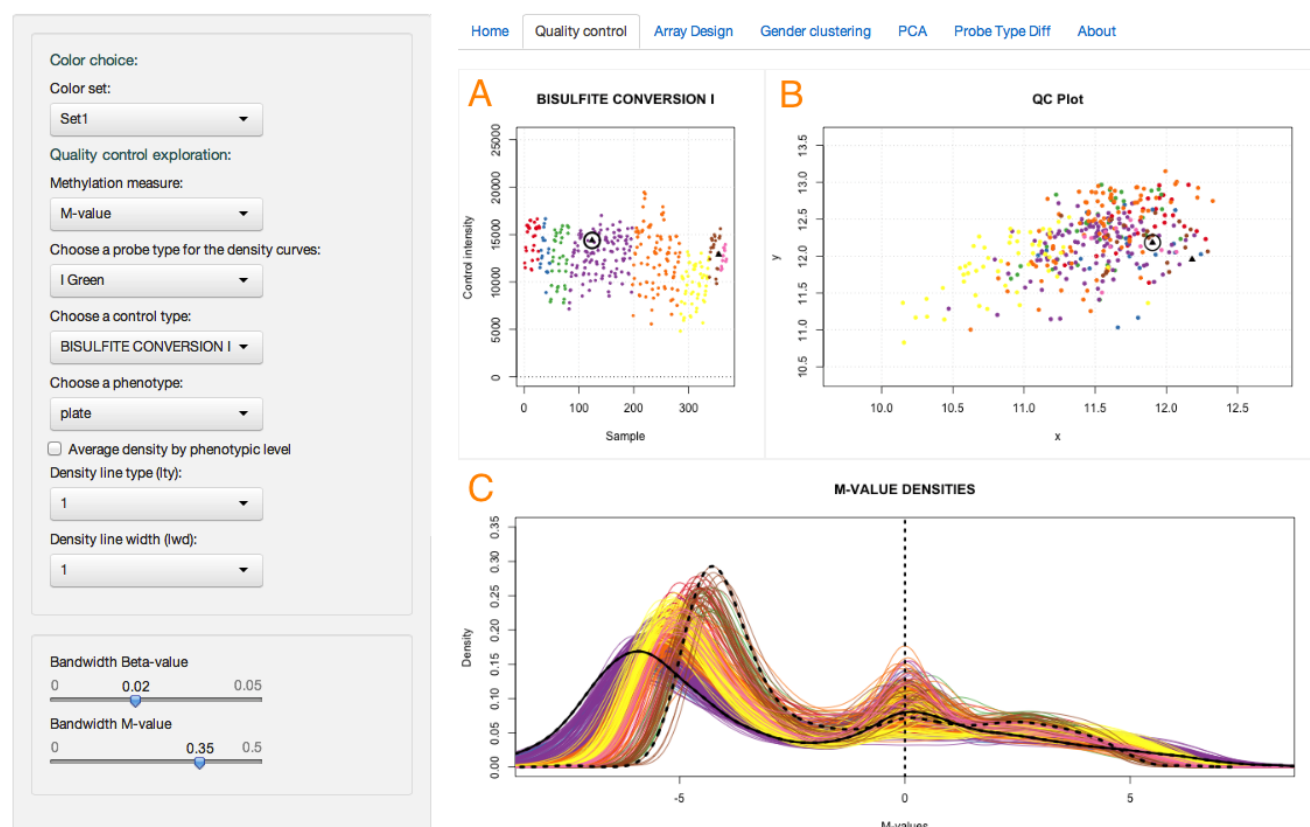 Color choice:
Color set:
Set1
Quality control exploration:
Methylation measure:
M-value
Choose a probe type for the density curves:
I Green
Choose a control type:
BISULFITE CONVERSION I
Choose a phenotype:
plate
Average density by phenotypic level
Density line type (lty):
1
Density line width (lwd):
1
Bandwidth Beta-value
0 0.02 0.05
Bandwidth M-value
0 0.35 0.5
Home Quality control Array Design Gender clustering PCA Probe Type Diff About
A BISULFITE CONVERSION I
Control intensity
0 5000 10000 15000 20000 25000
0 100 200 300
Sample
B QC Plot
y
10.5 11.0 11.5 12.0 12.5 13.0 13.5
10.0 10.5 11.0 11.5 12.0 12.5
x
C M-VALUE DENSITIES
Density
0.00 0.05 0.10 0.15 0.20 0.25 0.30 0.35
-5 0 5
M-values